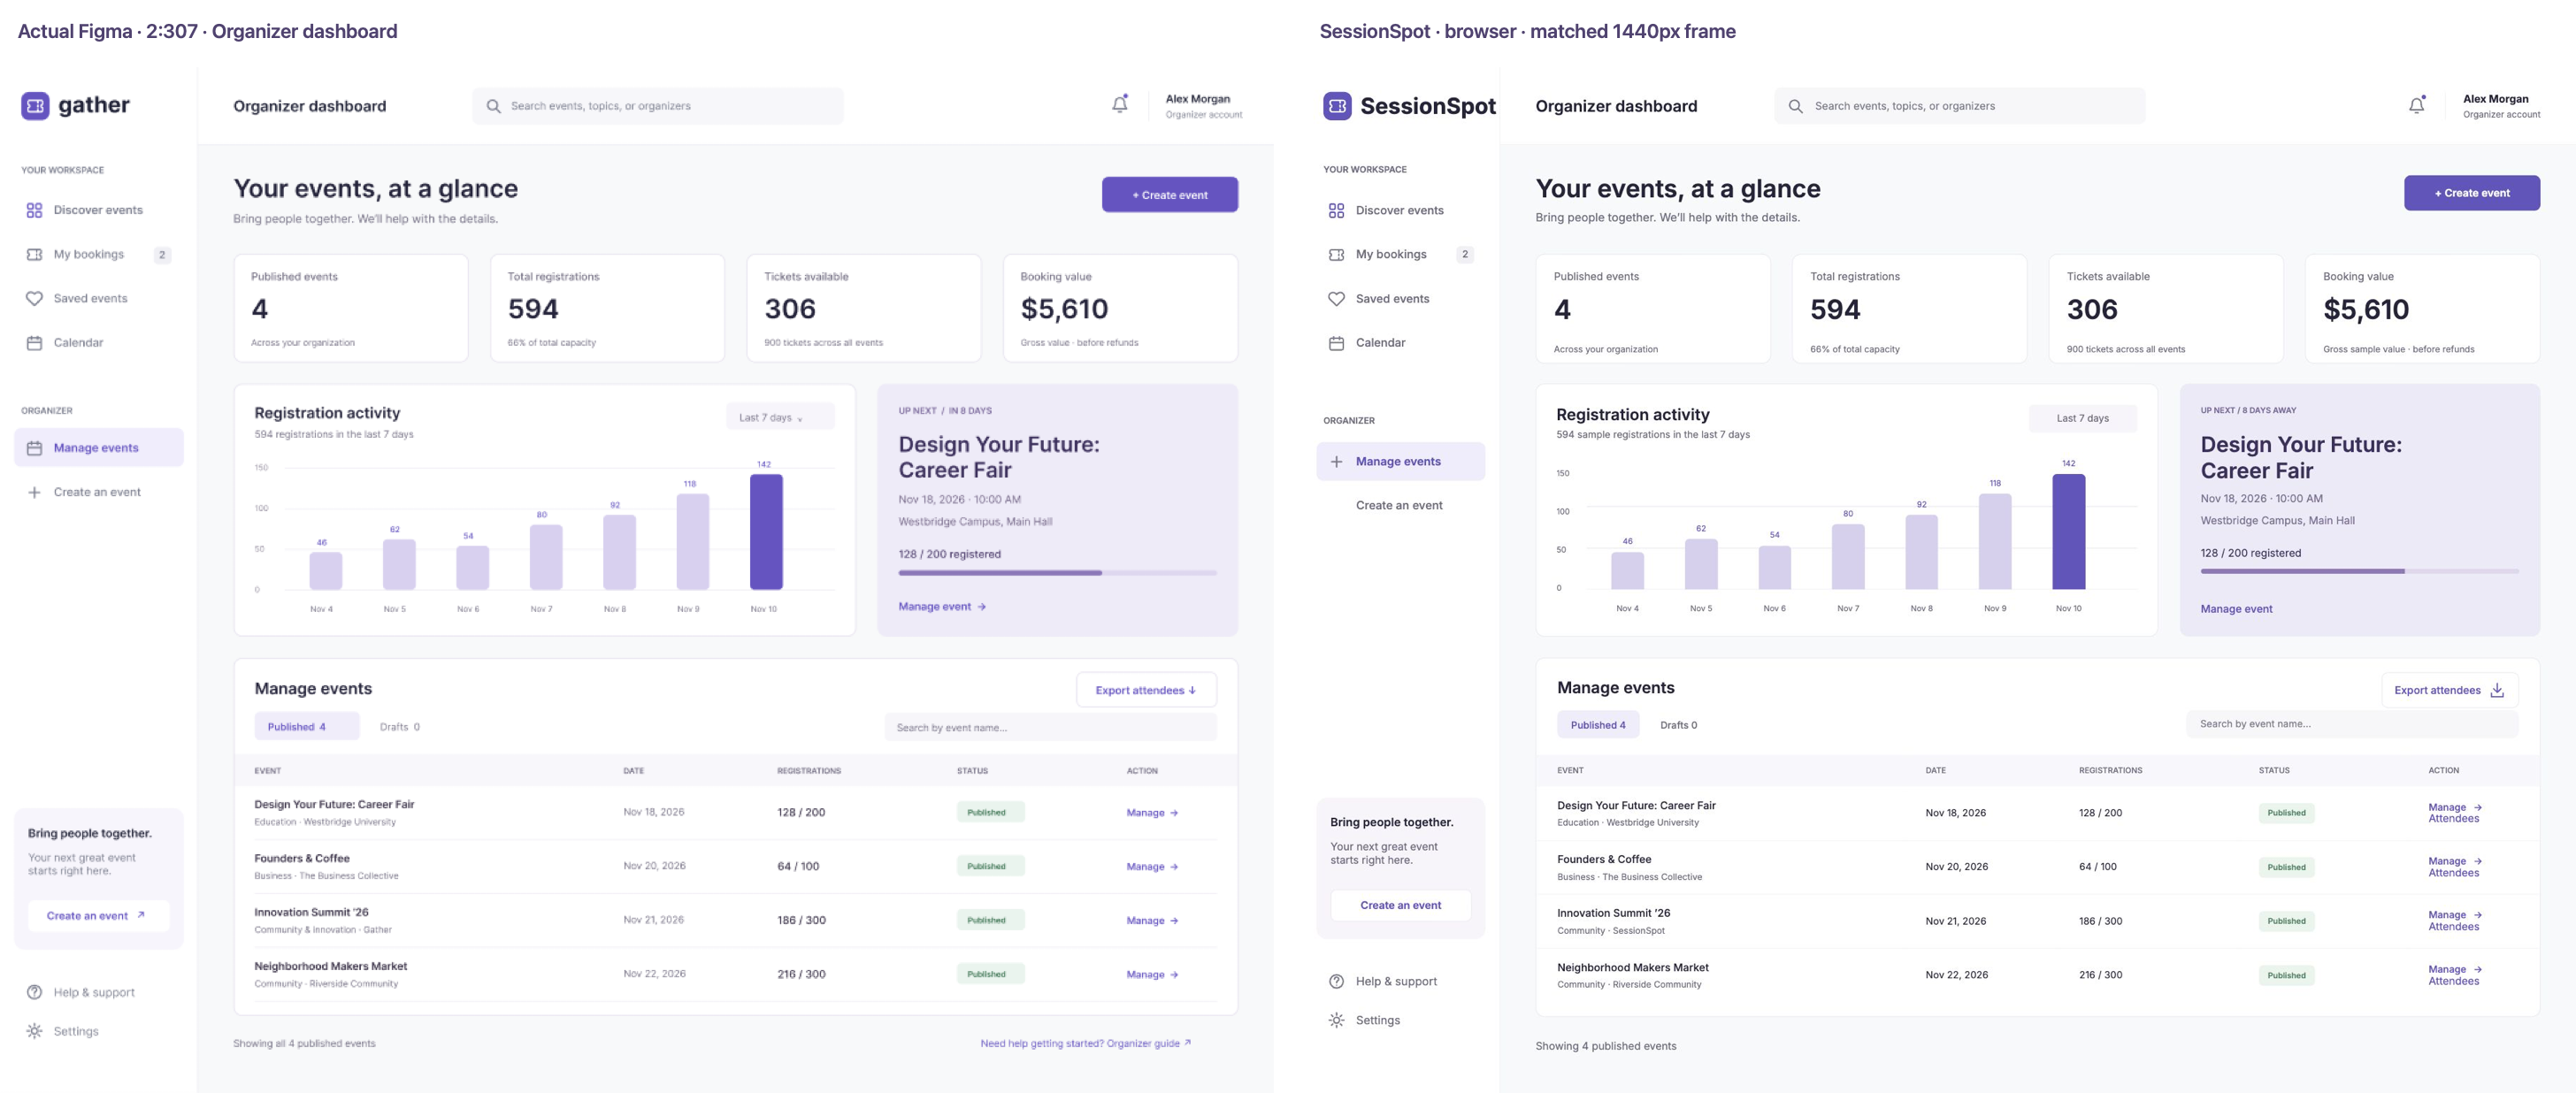 Actual Figma · 2:307 · Organizer dashboard
gather
Organizer dashboard
Search events, topics, or organizers
Alex Morgan
Organizer account
YOUR WORKSPACE
Discover events
My bookings 2
Saved events
Calendar
ORGANIZER
Manage events
Create an event
Bring people together.
Your next great event
starts right here.
Create an event ↗
Help & support
Settings
Your events, at a glance
Bring people together. We'll help with the details.
+ Create event
Published events
4
Across your organization
Total registrations
594
66% of total capacity
Tickets available
306
900 tickets across all events
Booking value
$5,610
Gross value · before refunds
Registration activity
594 registrations in the last 7 days
Last 7 days
150
100
50
0
46
62
54
80
92
118
142
Nov 4 Nov 5 Nov 6 Nov 7 Nov 8 Nov 9 Nov 10
UP NEXT / IN 8 DAYS
Design Your Future:
Career Fair
Nov 18, 2026 · 10:00 AM
Westbridge Campus, Main Hall
128 / 200 registered
Manage event →
Manage events
Export attendees ↓
Published 4 Drafts 0
Search by event name...
EVENT DATE REGISTRATIONS STATUS ACTION
Design Your Future: Career Fair Nov 18, 2026 128 / 200 Published Manage →
Education · Westbridge University
Founders & Coffee Nov 20, 2026 64 / 100 Published Manage →
Business · The Business Collective
Innovation Summit '26 Nov 21, 2026 186 / 300 Published Manage →
Community & Innovation · Gather
Neighborhood Makers Market Nov 22, 2026 216 / 300 Published Manage →
Community · Riverside Community
Showing all 4 published events
Need help getting started? Organizer guide ↗
SessionSpot · browser · matched 1440px frame
SessionSpot
Organizer dashboard
Search events, topics, or organizers
Alex Morgan
Organizer account
YOUR WORKSPACE
Discover events
My bookings 2
Saved events
Calendar
ORGANIZER
Manage events
Create an event
Bring people together.
Your next great event
starts right here.
Create an event
Help & support
Settings
Your events, at a glance
Bring people together. We'll help with the details.
+ Create event
Published events
4
Across your organization
Total registrations
594
66% of total capacity
Tickets available
306
900 tickets across all events
Booking value
$5,610
Gross sample value · before refunds
Registration activity
594 sample registrations in the last 7 days
Last 7 days
150
100
50
0
46
62
54
80
92
118
142
Nov 4 Nov 5 Nov 6 Nov 7 Nov 8 Nov 9 Nov 10
UP NEXT / 8 DAYS AWAY
Design Your Future:
Career Fair
Nov 18, 2026 · 10:00 AM
Westbridge Campus, Main Hall
128 / 200 registered
Manage event
Manage events
Export attendees
Published 4 Drafts 0
Search by event name...
EVENT DATE REGISTRATIONS STATUS ACTION
Design Your Future: Career Fair Nov 18, 2026 128 / 200 Published Manage →
Education · Westbridge University Attendees
Founders & Coffee Nov 20, 2026 64 / 100 Published Manage →
Business · The Business Collective Attendees
Innovation Summit '26 Nov 21, 2026 186 / 300 Published Manage →
Community · SessionSpot Attendees
Neighborhood Makers Market Nov 22, 2026 216 / 300 Published Manage →
Community · Riverside Community Attendees
Showing 4 published events